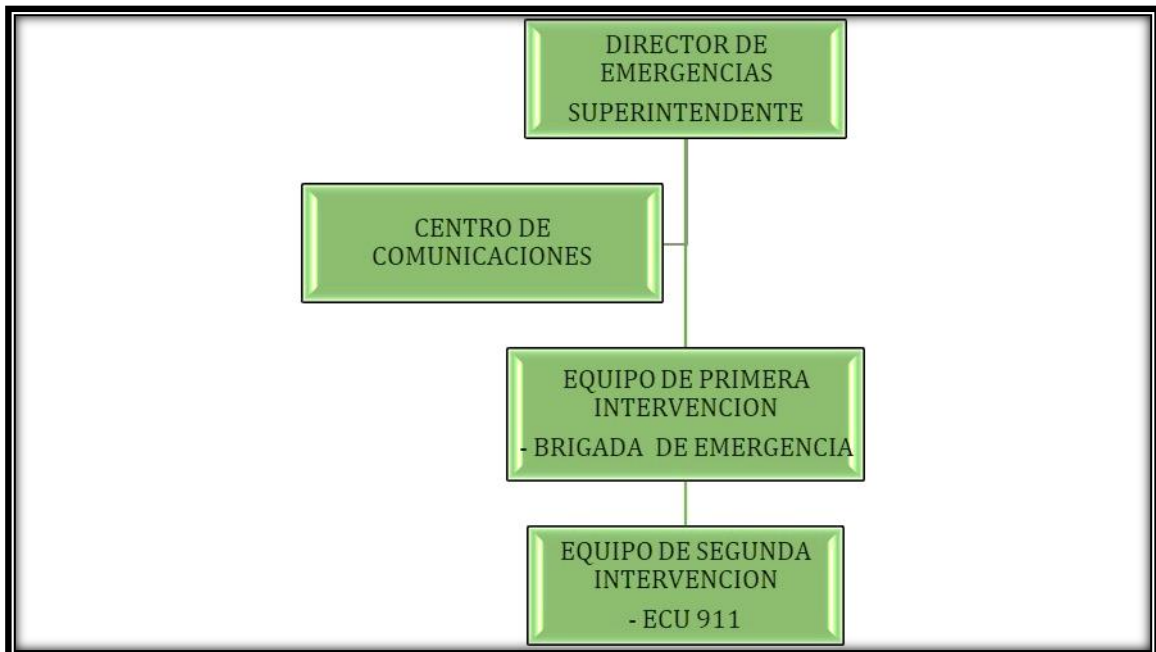 DIRECTOR DE
EMERGENCIAS
SUPERINTENDENTE
CENTRO DE
COMUNICACIONES
EQUIPO DE PRIMERA
INTERVENCION
- BRIGADA DE EMERGENCIA
EQUIPO DE SEGUNDA
INTERVENCION
- ECU 911